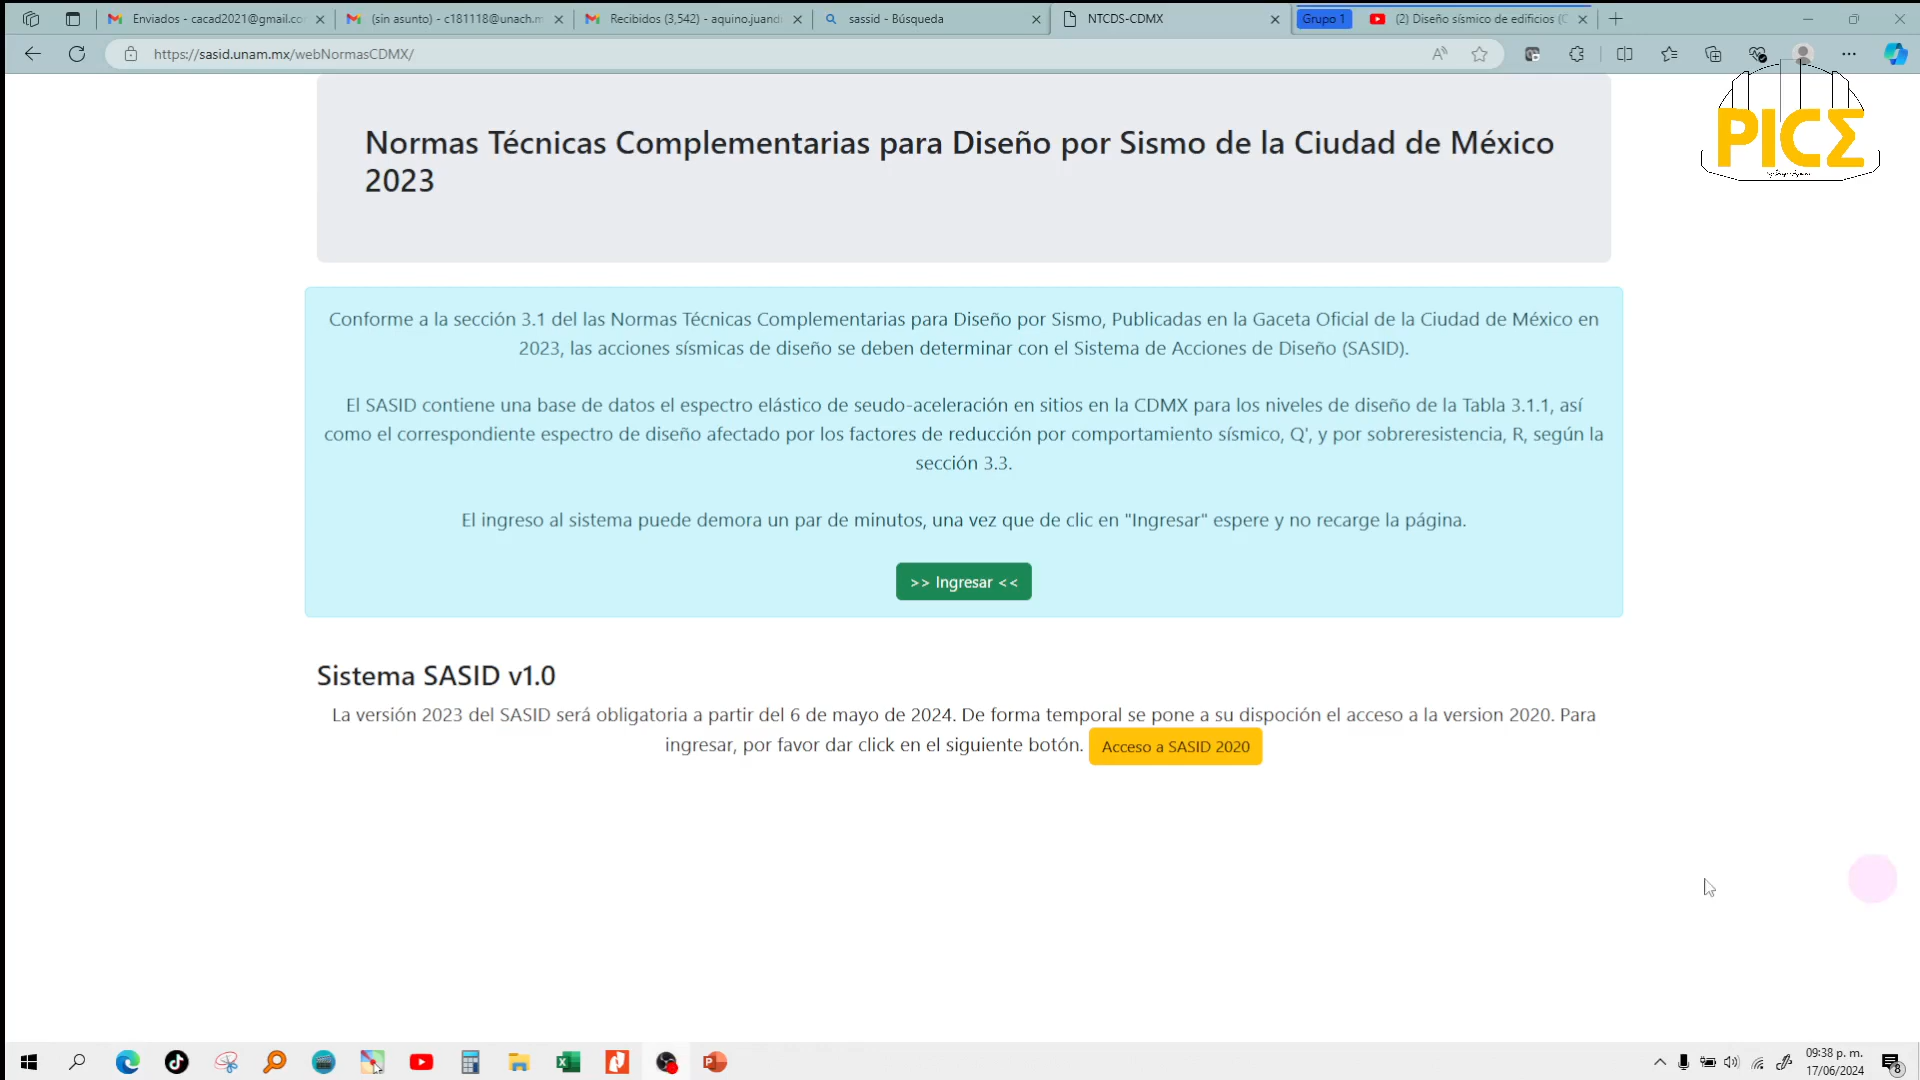 Enviados - cacad2021@gmail.co
(sin asunto) - c181118@unach.m
Recibidos (3,542) - aquino.juand
sassid - Búsqueda
NTCDS-CDMX
Grupo 1
(2) Diseño sísmico de edificios (C
https://sasid.unam.mx/webNormasCDMX/
PICΣ
Normas Técnicas Complementarias para Diseño por Sismo de la Ciudad de México
2023
Conforme a la sección 3.1 del las Normas Técnicas Complementarias para Diseño por Sismo, Publicadas en la Gaceta Oficial de la Ciudad de México en
2023, las acciones sísmicas de diseño se deben determinar con el Sistema de Acciones de Diseño (SASID).
El SASID contiene una base de datos el espectro elástico de seudo-aceleración en sitios en la CDMX para los niveles de diseño de la Tabla 3.1.1, así
como el correspondiente espectro de diseño afectado por los factores de reducción por comportamiento sísmico, Q', y por sobreresistencia, R, según la
sección 3.3.
El ingreso al sistema puede demora un par de minutos, una vez que de clic en "Ingresar" espere y no recarge la página.
>> Ingresar <<
Sistema SASID v1.0
La versión 2023 del SASID será obligatoria a partir del 6 de mayo de 2024. De forma temporal se pone a su dispoción el acceso a la version 2020. Para
ingresar, por favor dar click en el siguiente botón. Acceso a SASID 2020
09:38 p. m.
17/06/2024
8